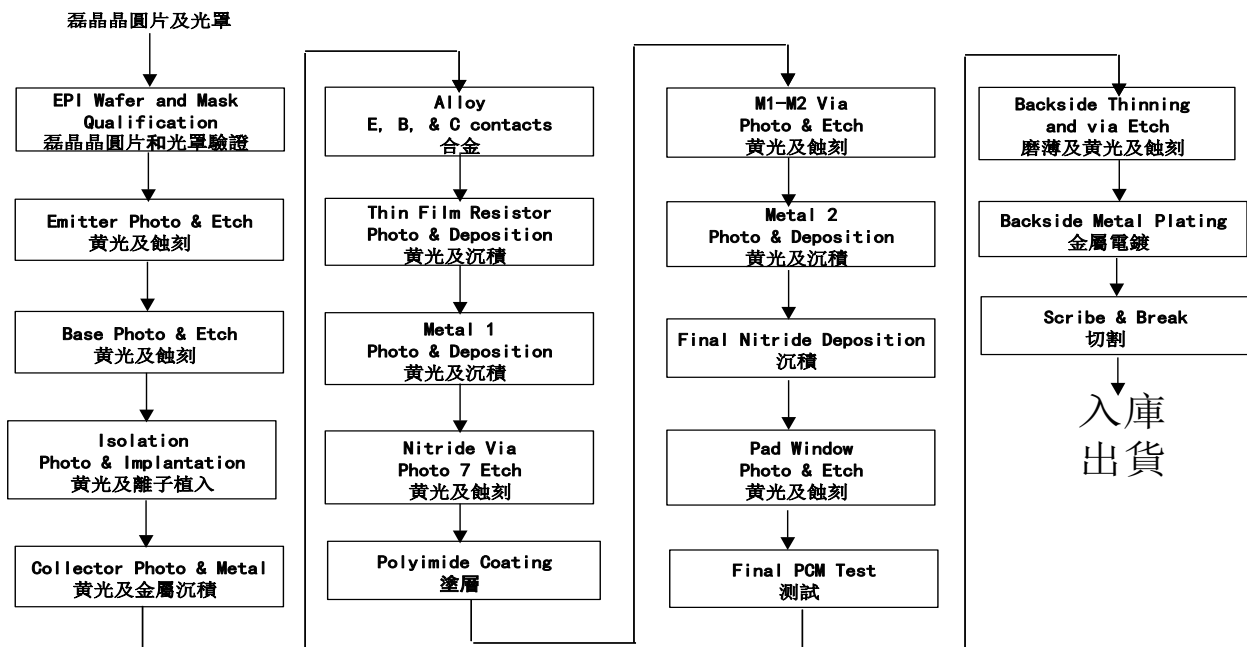 磊晶晶圓片及光罩
EPI Wafer and Mask
Qualification
磊晶晶圓片和光罩驗證
Emitter Photo & Etch
黃光及蝕刻
Base Photo & Etch
黃光及蝕刻
Isolation
Photo & Implantation
黃光及離子植入
Collector Photo & Metal
黃光及金屬沉積
Alloy
E, B, & C contacts
合金
Thin Film Resistor
Photo & Deposition
黃光及沉積
Metal 1
Photo & Deposition
黃光及沉積
Nitride Via
Photo 7 Etch
黃光及蝕刻
Polyimide Coating
塗層
M1-M2 Via
Photo & Etch
黃光及蝕刻
Metal 2
Photo & Deposition
黃光及沉積
Final Nitride Deposition
沉積
Pad Window
Photo & Etch
黃光及蝕刻
Final PCM Test
測試
Backside Thinning
and via Etch
磨薄及黃光及蝕刻
Backside Metal Plating
金屬電鍍
Scribe & Break
切割
入庫
出貨